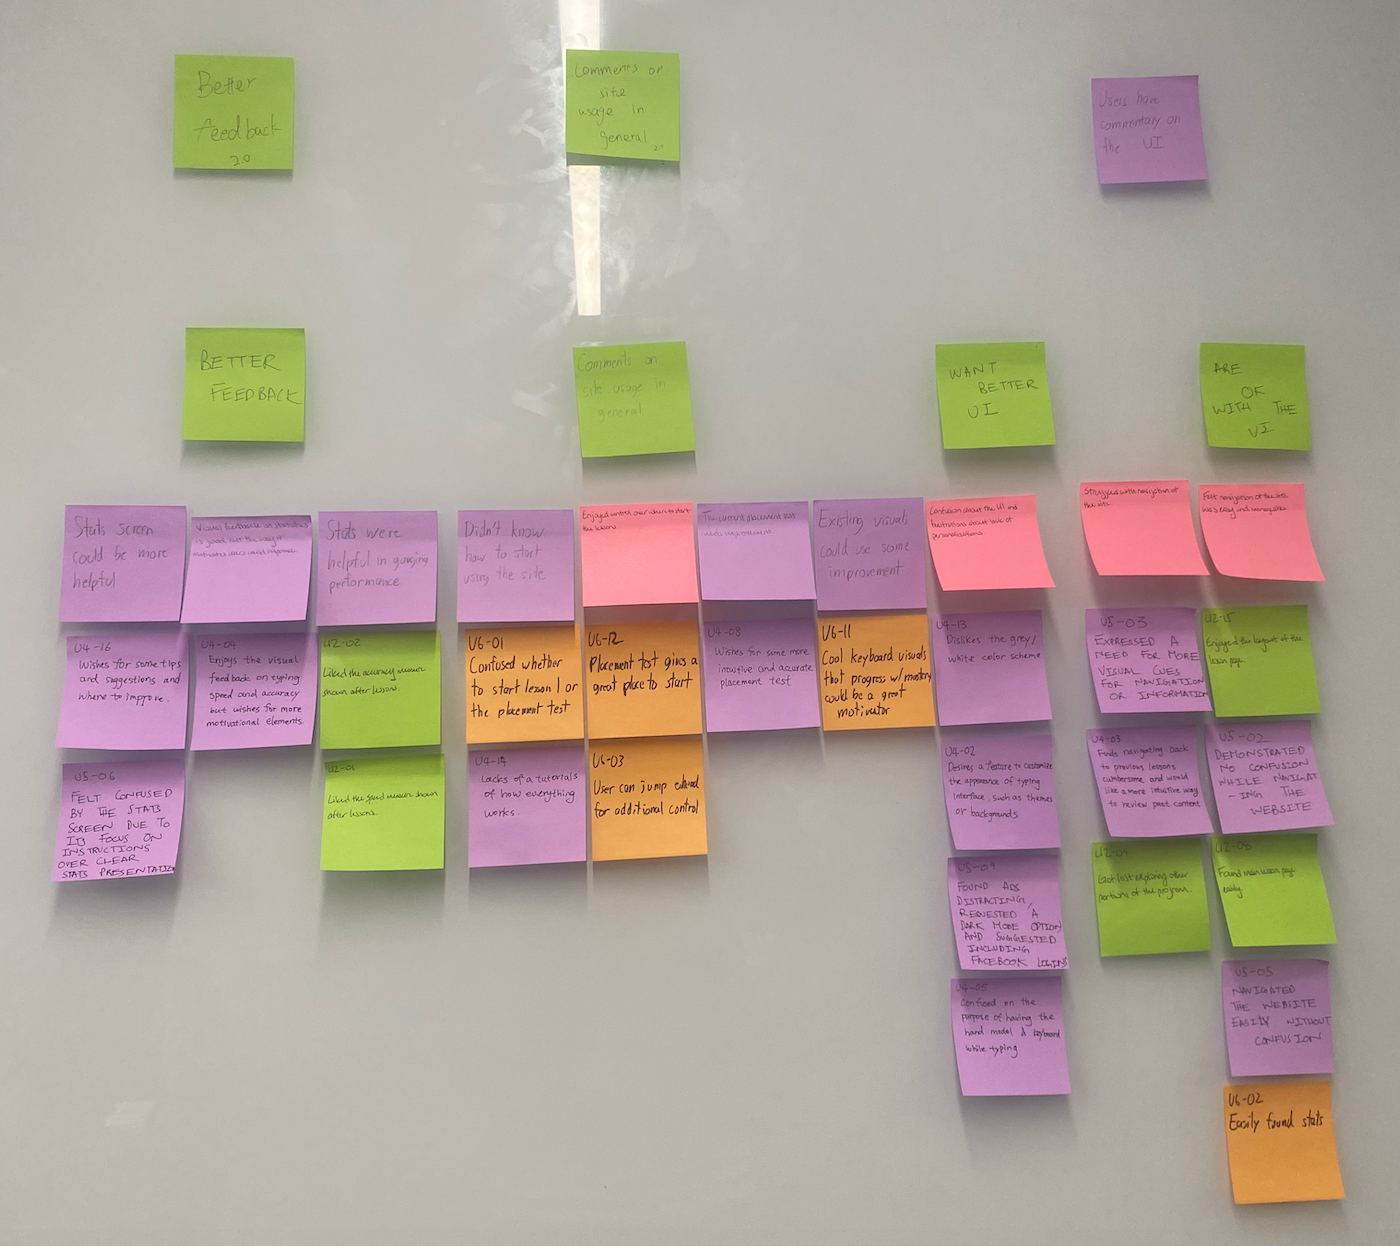 Better
Feedback
2.0
Comments on
site
usage in
general
2.0
Users have
commentary on
the UI
BETTER
FEEDBACK
Comments on
site usage in
general
WANT
BETTER
UI
ARE
OK
WITH THE
UI
Stats screen
could be more
helpful
Visual feedback on statistics
is good, but the way it
motivates users could improve
Stats were
helpful in gauging
performance
Didn't know
how to start
using the site
Enjoyed control over where to start
the lessons
The current placement test
needs improvement
Existing visuals
could use some
improvement
Confusion about the UI and
frustrations about lack of
personalizations
Struggled with navigation of
the site.
Felt navigation of the site
was easy and manageable
U4-16
Wishes for some tips
and suggestions and
where to improve.
U4-04
Enjoys the visual
feedback on typing
speed and accuracy
but wishes for more
motivational elements.
U2-02
Liked the accuracy measure
shown after lesson.
U6-01
Confused whether
to start lesson 1 or
the placement test
U6-12
Placement test gives a
great place to start
U4-08
Wishes for some more
intuitive and accurate
placement test
U6-11
Cool keyboard visuals
that progress w/ mastery
could be a great
motivator
U4-13
Dislikes the grey/
white color scheme
U5-03
EXPRESSED A
NEED FOR MORE
VISUAL CUES
FOR NAVIGATION
OR INFORMATION
U2-15
Enjoyed the layout of the
lesson page.
U5-06
FELT CONFUSED
BY THE STATS
SCREEN DUE TO
ITS FOCUS ON
INSTRUCTIONS
OVER CLEAR
STATS PRESENTATION
U2-01
Liked the speed measure shown
after lessons.
U4-14
Lacks of a tutorials
of how everything
works.
U6-03
User can jump ahead
for additional control
U4-02
Desires a feature to customize
the appearance of typing
interface, such as themes
or backgrounds
U4-03
Finds navigating back
to previous lessons
cumbersome and would
like a more intuitive way
to review past content.
U5-02
DEMONSTRATED
NO CONFUSION
WHILE NAVIGAT
-ING THE
WEBSITE
U5-09
FOUND ADS
DISTRACTING,
REQUESTED A
DARK MODE OPTION
AND SUGGESTED
INCLUDING
FACEBOOK LOGINS
U2-09
Got lost exploring other
portions of the program.
U2-08
Found main lesson page
easily.
U4-05
Confused on the
purpose of having the
hand model & keyboard
while typing
U5-05
NAVIGATED
THE WEBSITE
EASILY WITHOUT
CONFUSION
U6-02
Easily found stats